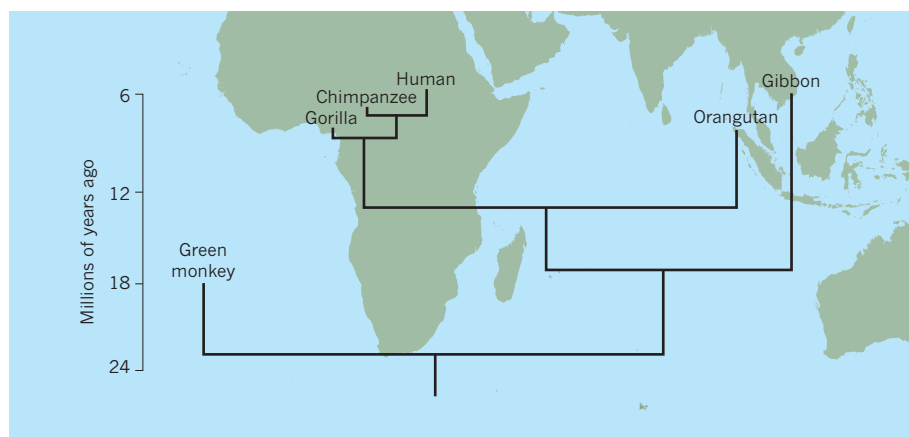 Human
Chimpanzee
Gorilla
Gibbon
Orangutan
Green
monkey
Millions of years ago
6
12
18
24